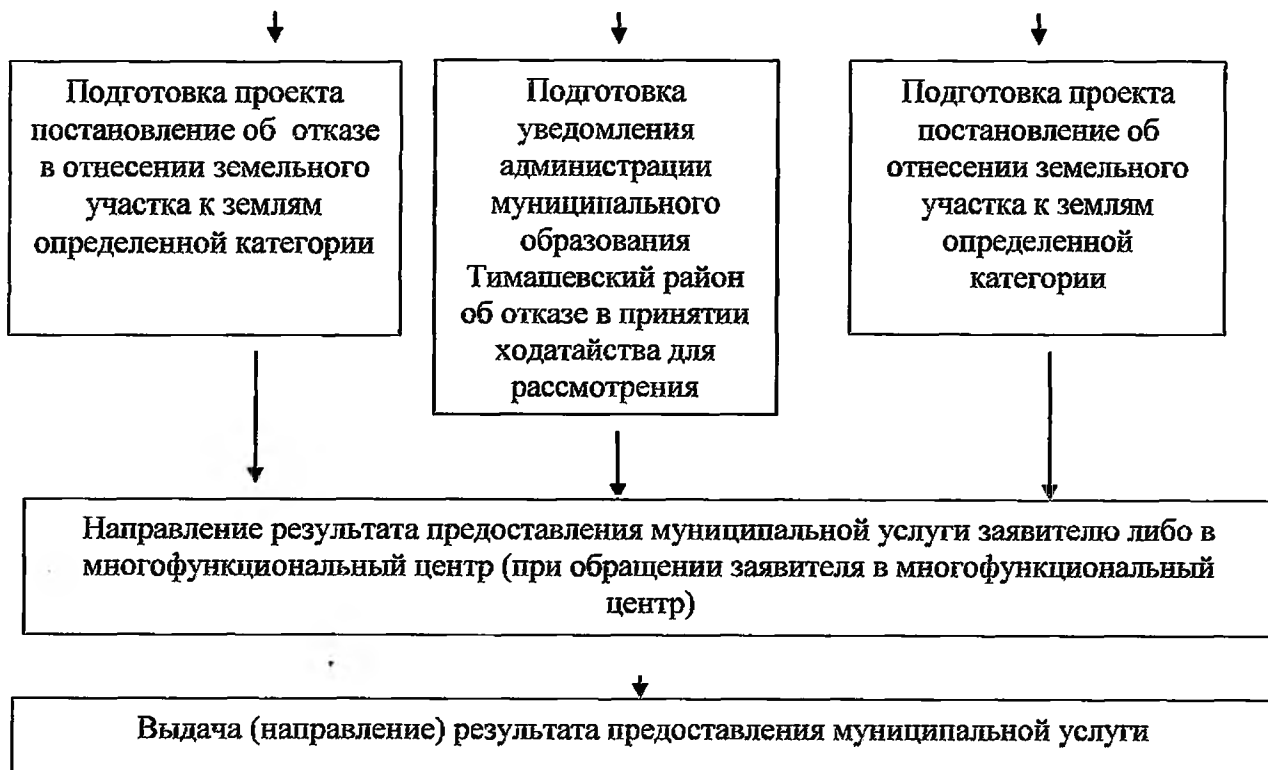 Подготовка проекта
постановление об отказе
в отнесении земельного
участка к землям
определенной категории
Подготовка
уведомления
администрации
муниципального
образования
Тимашевский район
об отказе в принятии
ходатайства для
рассмотрения
Подготовка проекта
постановление об
отнесении земельного
участка к землям
определенной
категории
Направление результата предоставления муниципальной услуги заявителю либо в
многофункциональный центр (при обращении заявителя в многофункциональный
центр)
Выдача (направление) результата предоставления муниципальной услуги